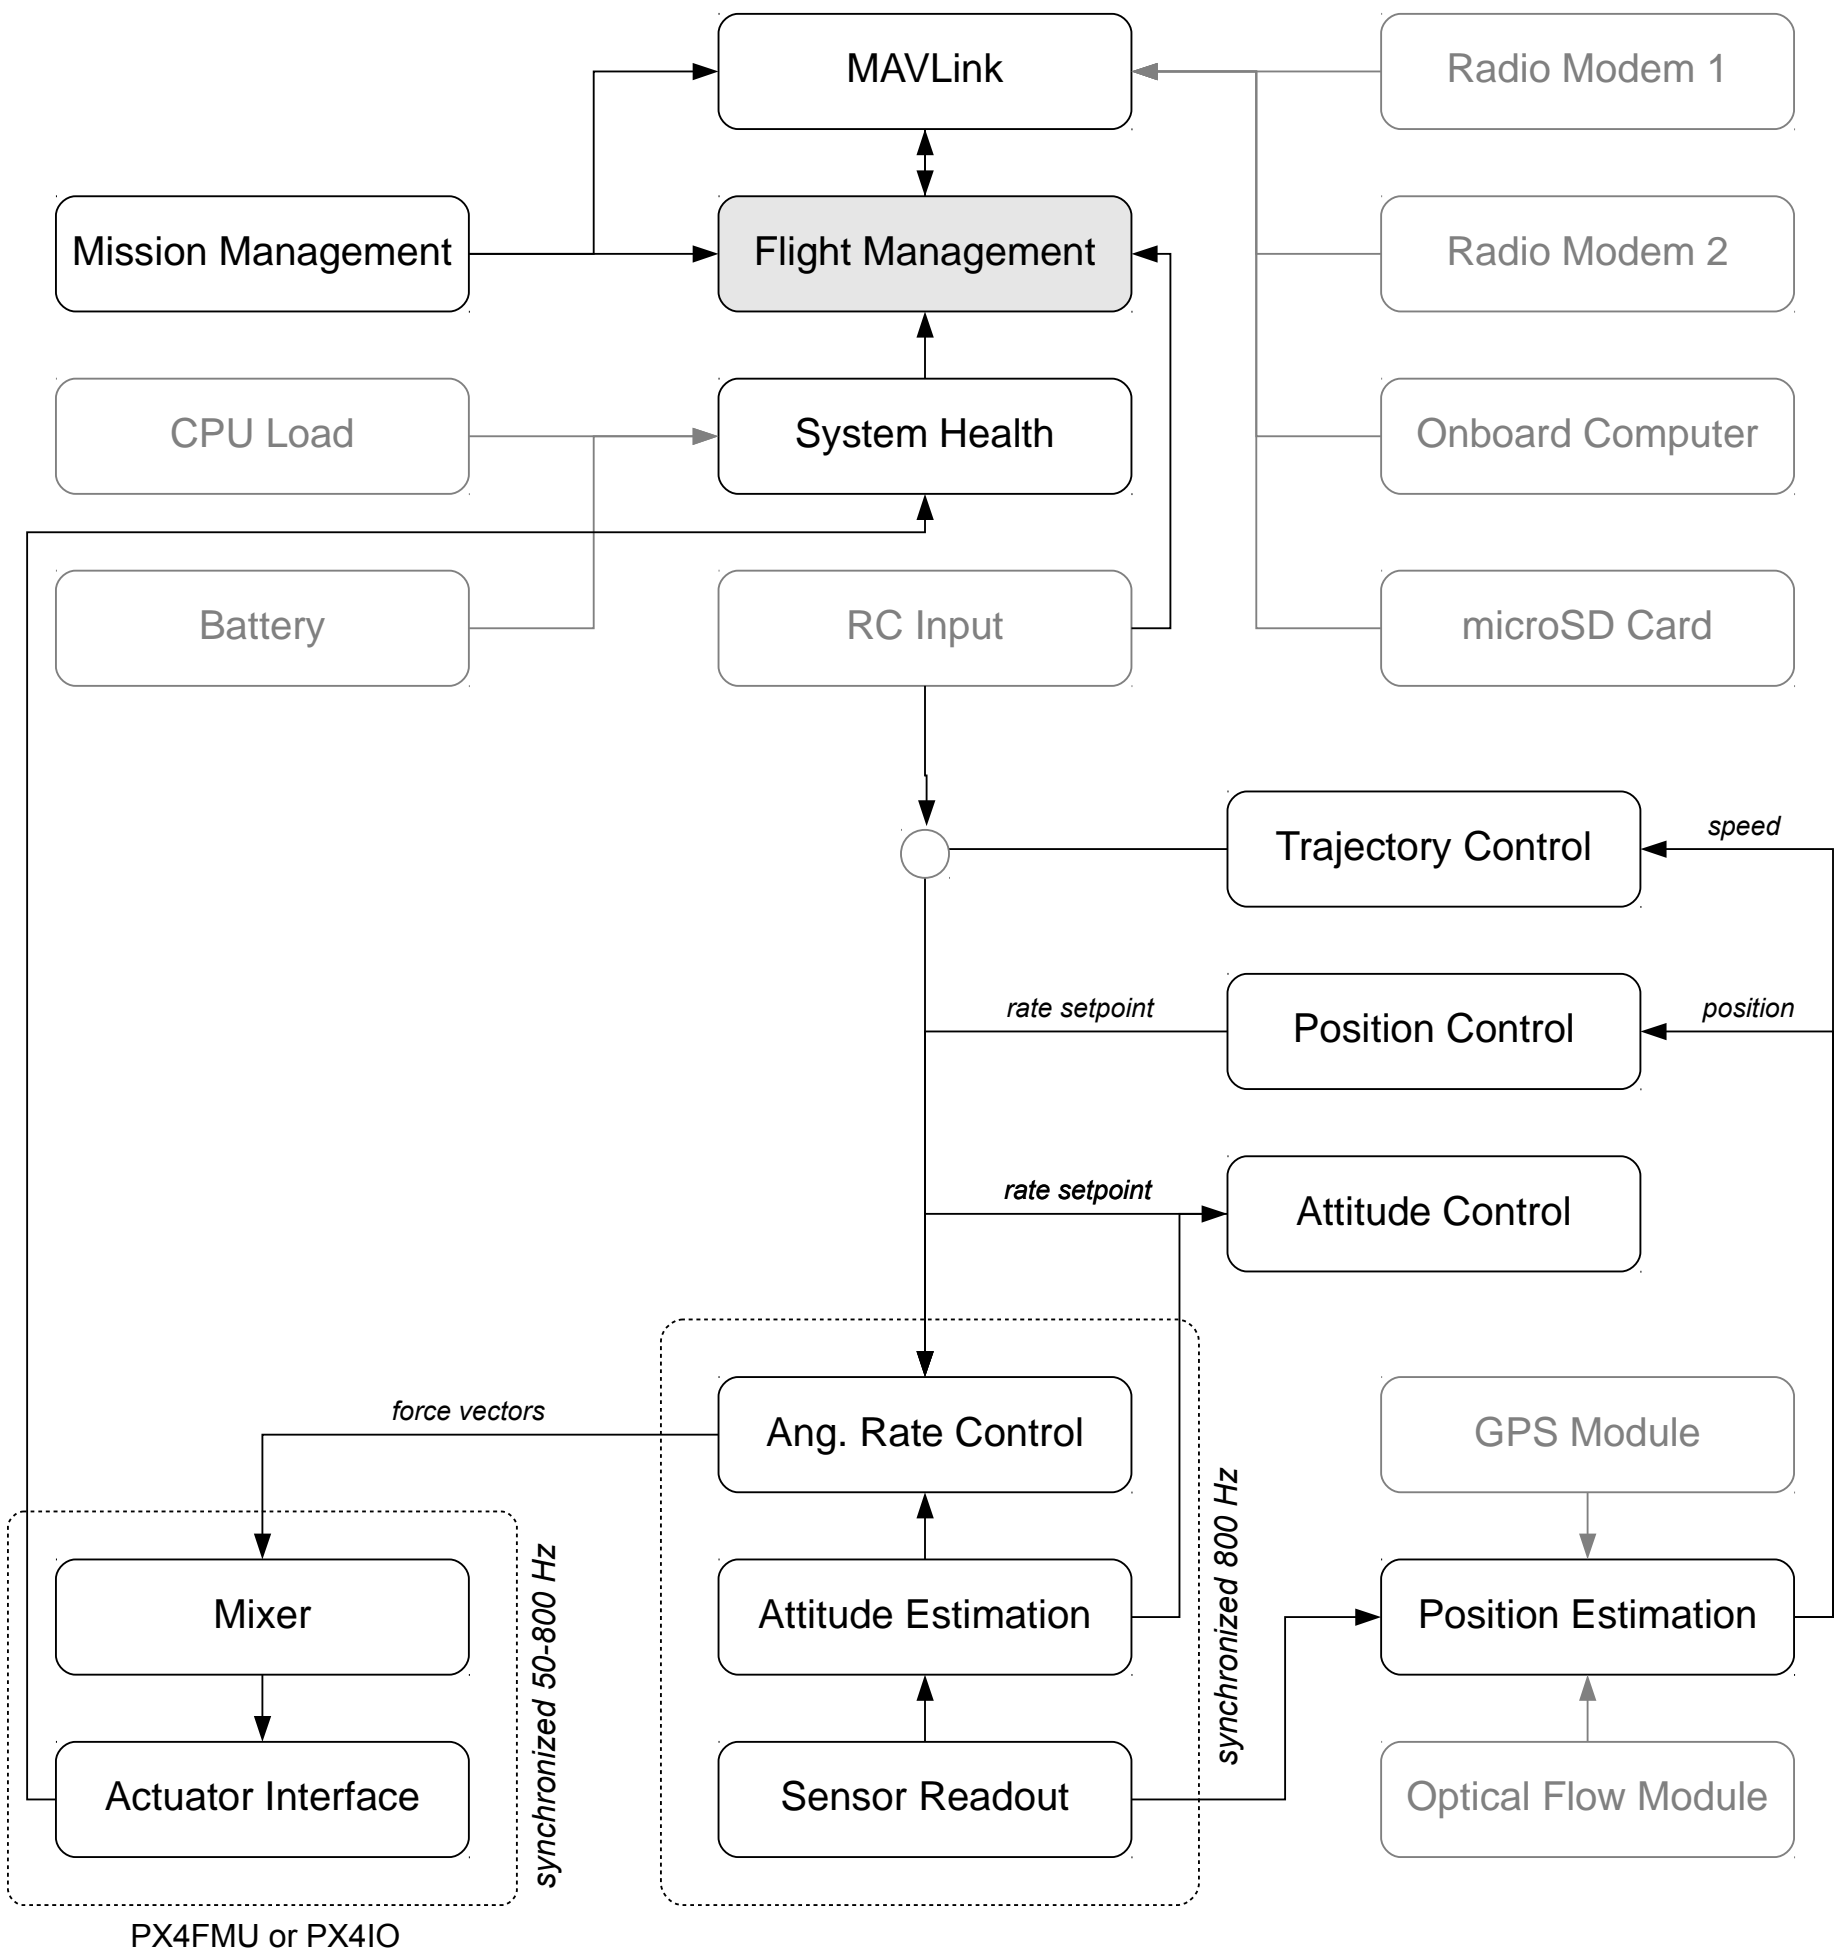 MAVLink
Radio Modem 1
Mission Management
Flight Management
Radio Modem 2
CPU Load
System Health
Onboard Computer
Battery
RC Input
microSD Card
Trajectory Control
speed
rate setpoint
Position Control
position
rate setpoint
Attitude Control
force vectors
Ang. Rate Control
GPS Module
synchronized 50-800 Hz
synchronized 800 Hz
Mixer
Attitude Estimation
Position Estimation
Actuator Interface
Sensor Readout
Optical Flow Module
PX4FMU or PX4IO